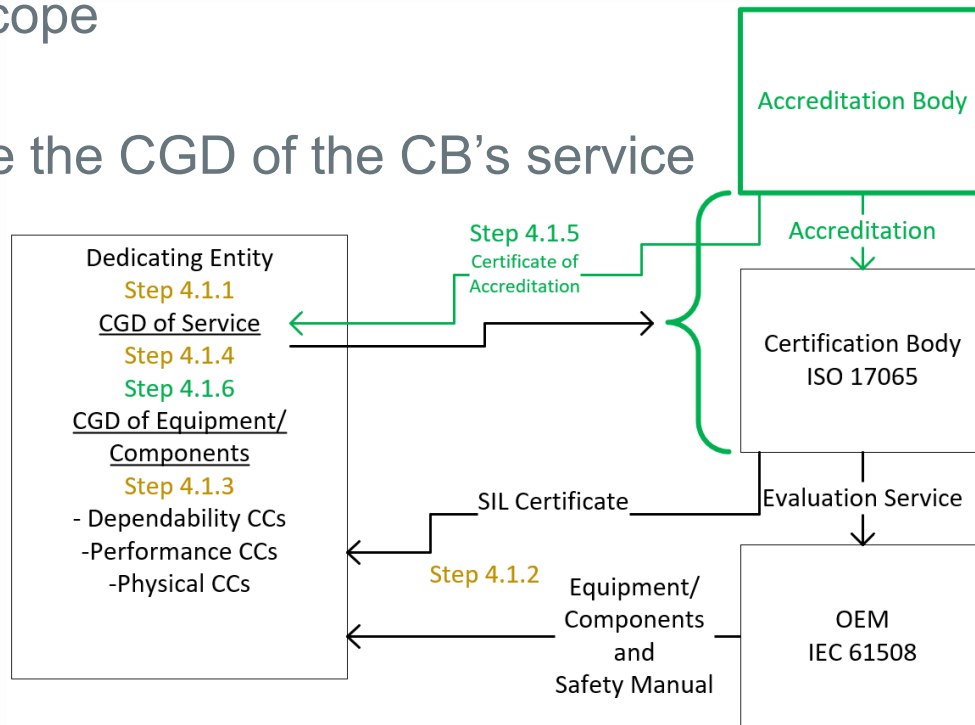 cope
e the CGD of the CB's service
Accreditation Body
Step 4.1.5
Certificate of
Accreditation
Accreditation
Dedicating Entity
Step 4.1.1
CGD of Service
Step 4.1.4
Step 4.1.6
CGD of Equipment/
Components
Step 4.1.3
- Dependability CCs
-Performance CCs
-Physical CCs
Certification Body
ISO 17065
SIL Certificate
Evaluation Service
Step 4.1.2
Equipment/
Components
and
Safety Manual
OEM
IEC 61508